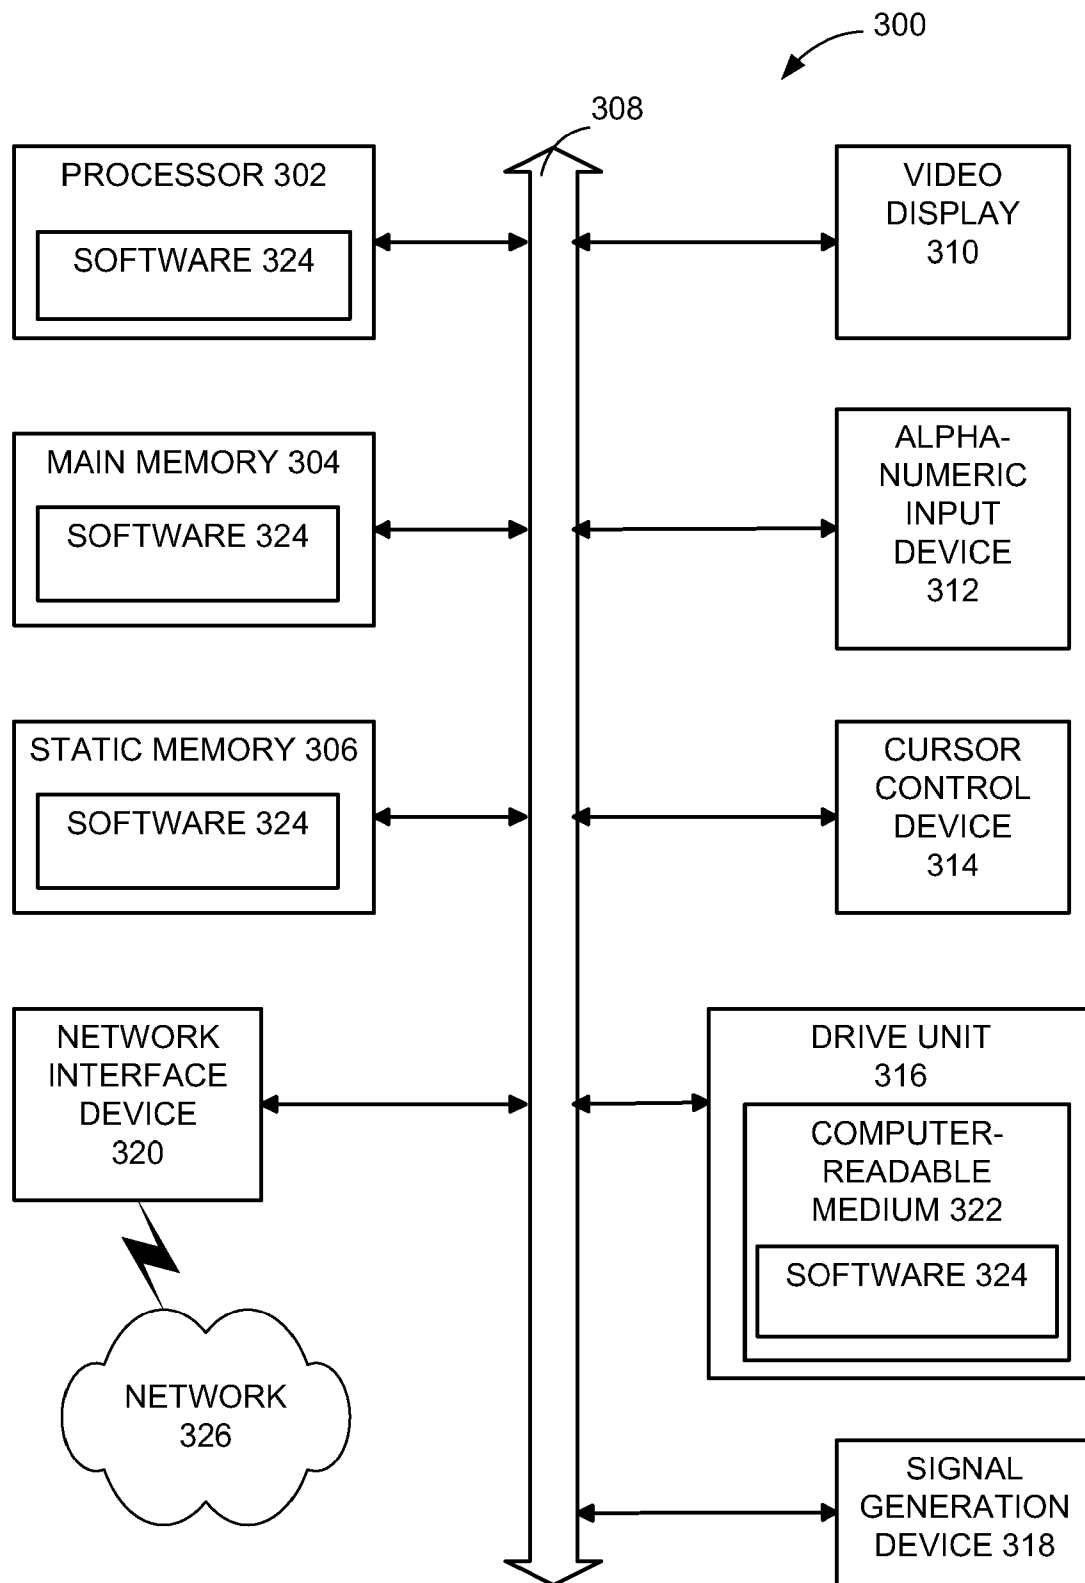 300
308
PROCESSOR 302
SOFTWARE 324
VIDEO
DISPLAY
310
MAIN MEMORY 304
SOFTWARE 324
ALPHA-
NUMERIC
INPUT
DEVICE
312
STATIC MEMORY 306
SOFTWARE 324
CURSOR
CONTROL
DEVICE
314
NETWORK
INTERFACE
DEVICE
320
DRIVE UNIT
316
COMPUTER-
READABLE
MEDIUM 322
SOFTWARE 324
NETWORK
326
SIGNAL
GENERATION
DEVICE 318